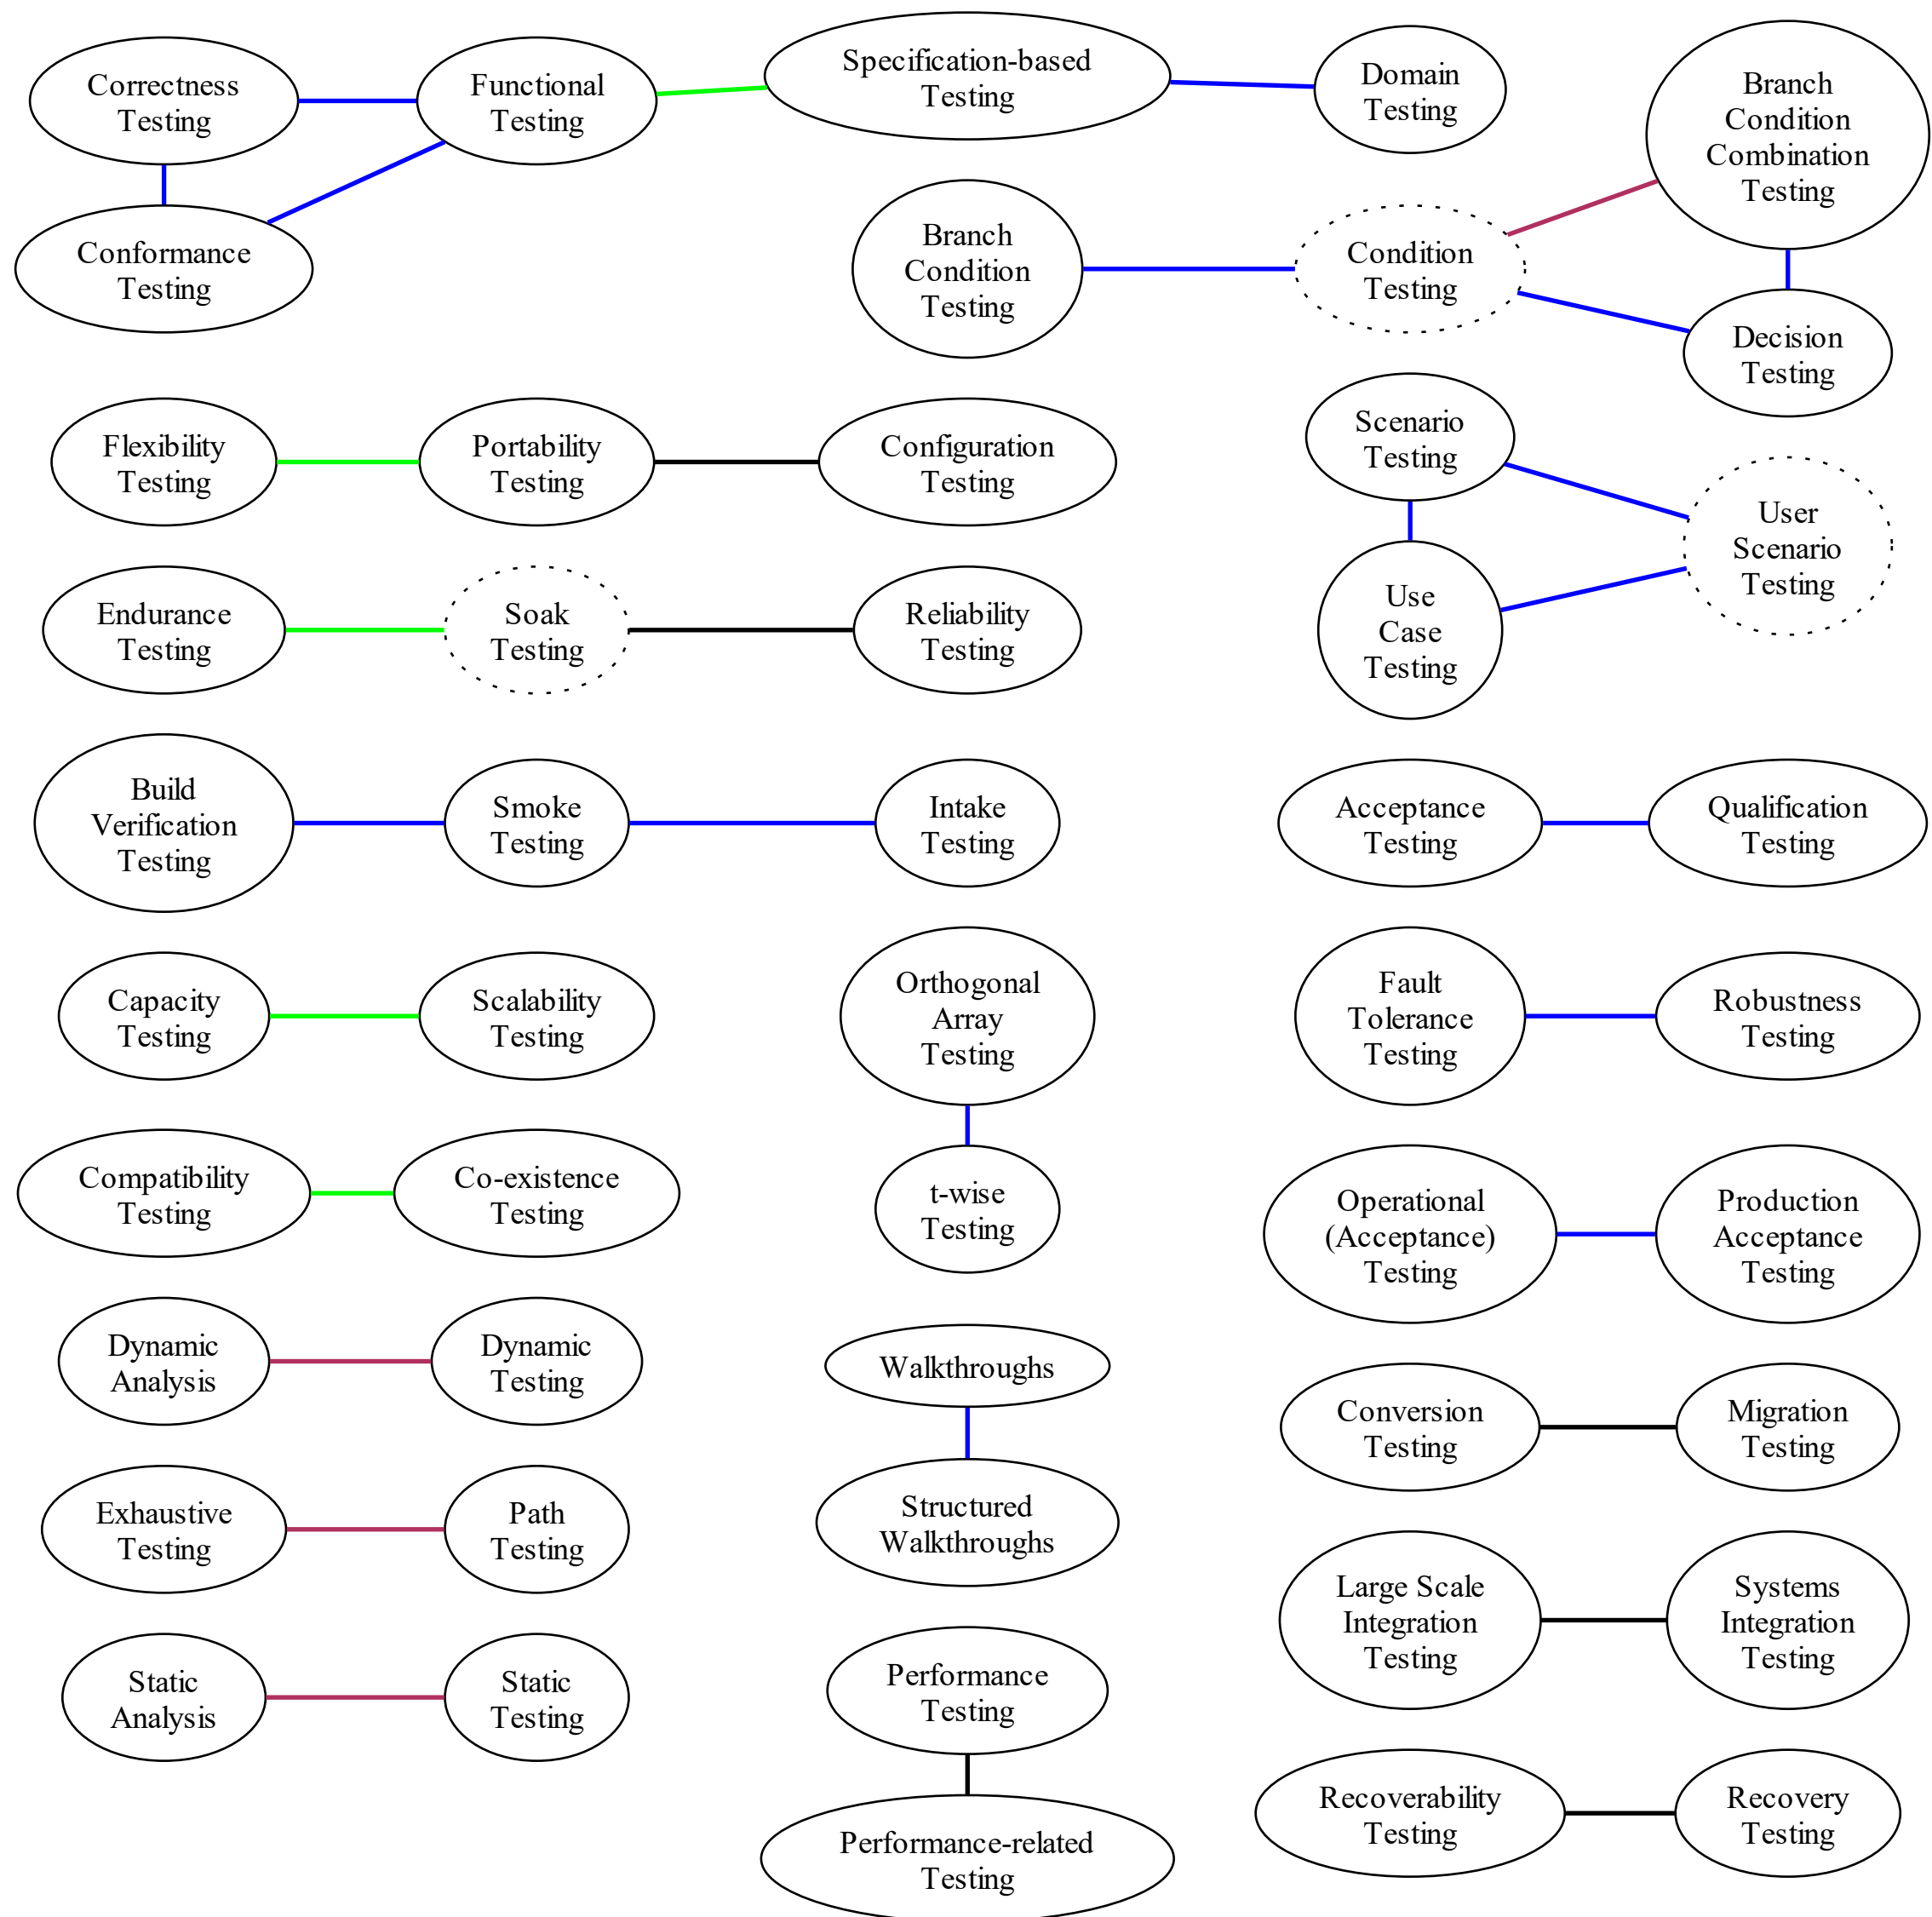 Correctness
Testing
Functional
Testing
Specification-based
Testing
Domain
Testing
Branch
Condition
Combination
Testing
Conformance
Testing
Branch
Condition
Testing
Condition
Testing
Decision
Testing
Flexibility
Testing
Portability
Testing
Configuration
Testing
Scenario
Testing
User
Scenario
Testing
Endurance
Testing
Soak
Testing
Reliability
Testing
Use
Case
Testing
Build
Verification
Testing
Smoke
Testing
Intake
Testing
Acceptance
Testing
Qualification
Testing
Capacity
Testing
Scalability
Testing
Orthogonal
Array
Testing
Fault
Tolerance
Testing
Robustness
Testing
Compatibility
Testing
Co-existence
Testing
t-wise
Testing
Operational
(Acceptance)
Testing
Production
Acceptance
Testing
Dynamic
Analysis
Dynamic
Testing
Walkthroughs
Conversion
Testing
Migration
Testing
Exhaustive
Testing
Path
Testing
Structured
Walkthroughs
Large Scale
Integration
Testing
Systems
Integration
Testing
Static
Analysis
Static
Testing
Performance
Testing
Recoverability
Testing
Recovery
Testing
Performance-related
Testing